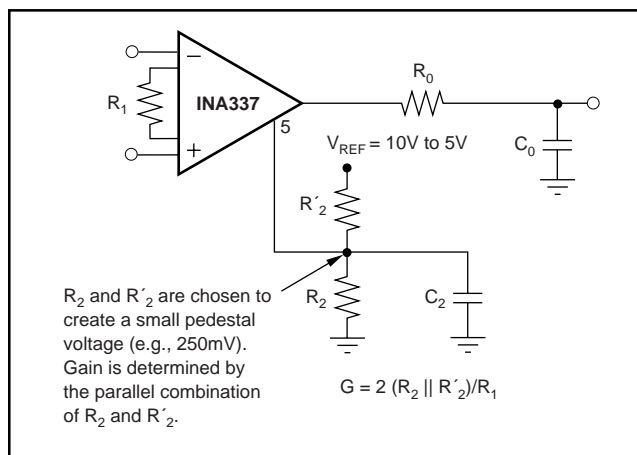 −
INA337
R1
+
5
R0
VREF = 10V to 5V
C0
R´2
R2
C2
R2 and R´2 are chosen to
create a small pedestal
voltage (e.g., 250mV).
Gain is determined by
the parallel combination
of R2 and R´2.
G = 2 (R2 || R´2)/R1